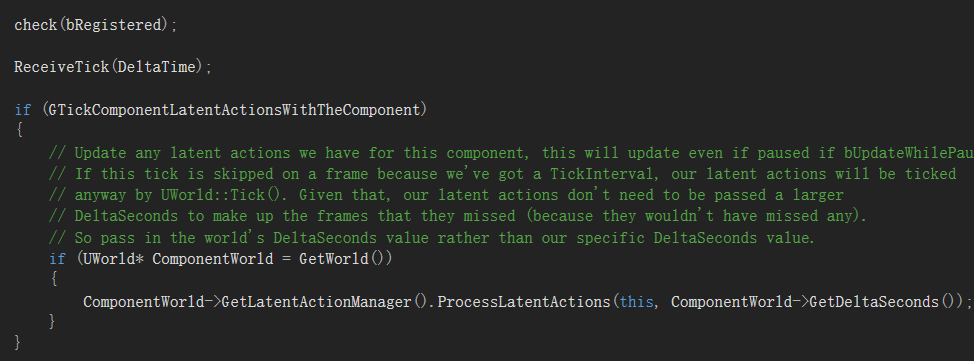 check(bRegistered);
ReceiveTick(DeltaTime);
if (GTickComponentLatentActionsWithTheComponent)
{
// Update any latent actions we have for this component, this will update even if paused if bUpdateWhilePau
// If this tick is skipped on a frame because we've got a TickInterval, our latent actions will be ticked
// anyway by UWorld::Tick(). Given that, our latent actions don't need to be passed a larger
// DeltaSeconds to make up the frames that they missed (because they wouldn't have missed any).
// So pass in the world's DeltaSeconds value rather than our specific DeltaSeconds value.
if (UWorld* ComponentWorld = GetWorld())
{
ComponentWorld->GetLatentActionManager().ProcessLatentActions(this, ComponentWorld->GetDeltaSeconds());
}
}